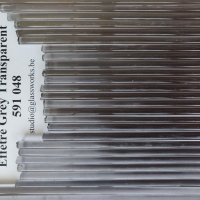 Effetre Grey Transparent
591 048
studio@glassworks.be